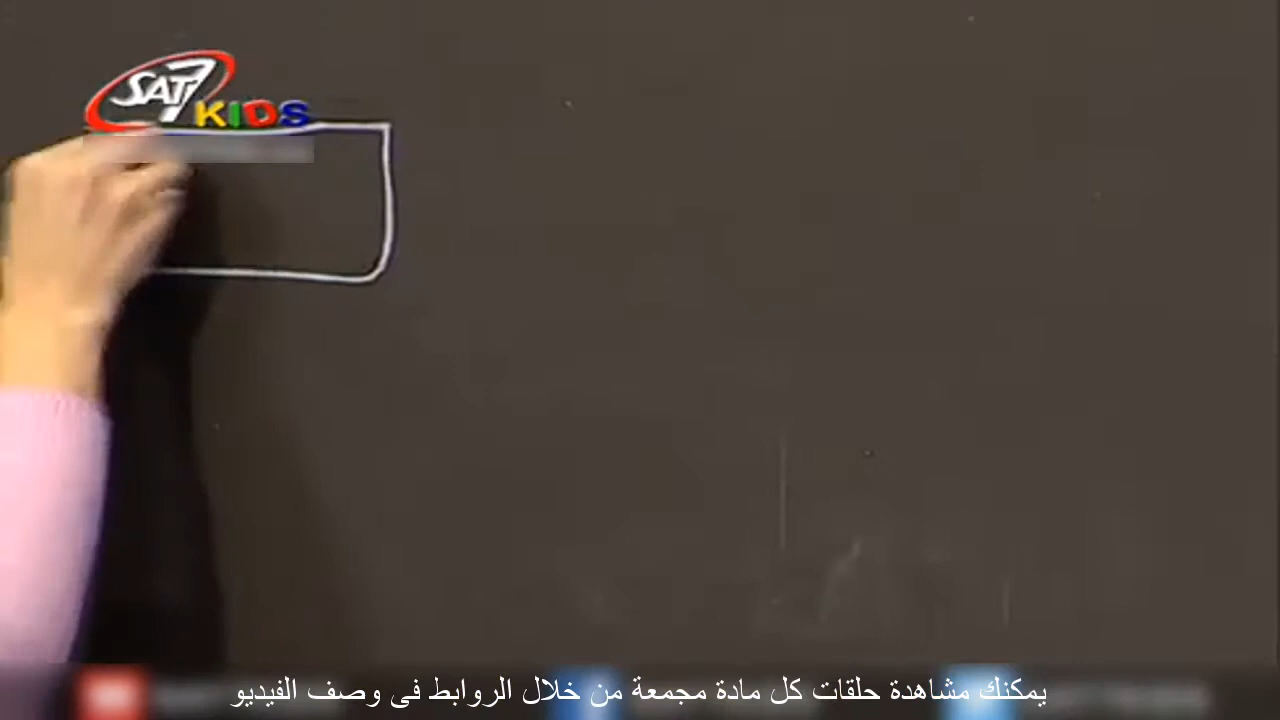 SAT7
KIDS
يمكنك مشاهدة حلقات كل مادة مجمعة من خلال الروابط فى وصف الفيديو